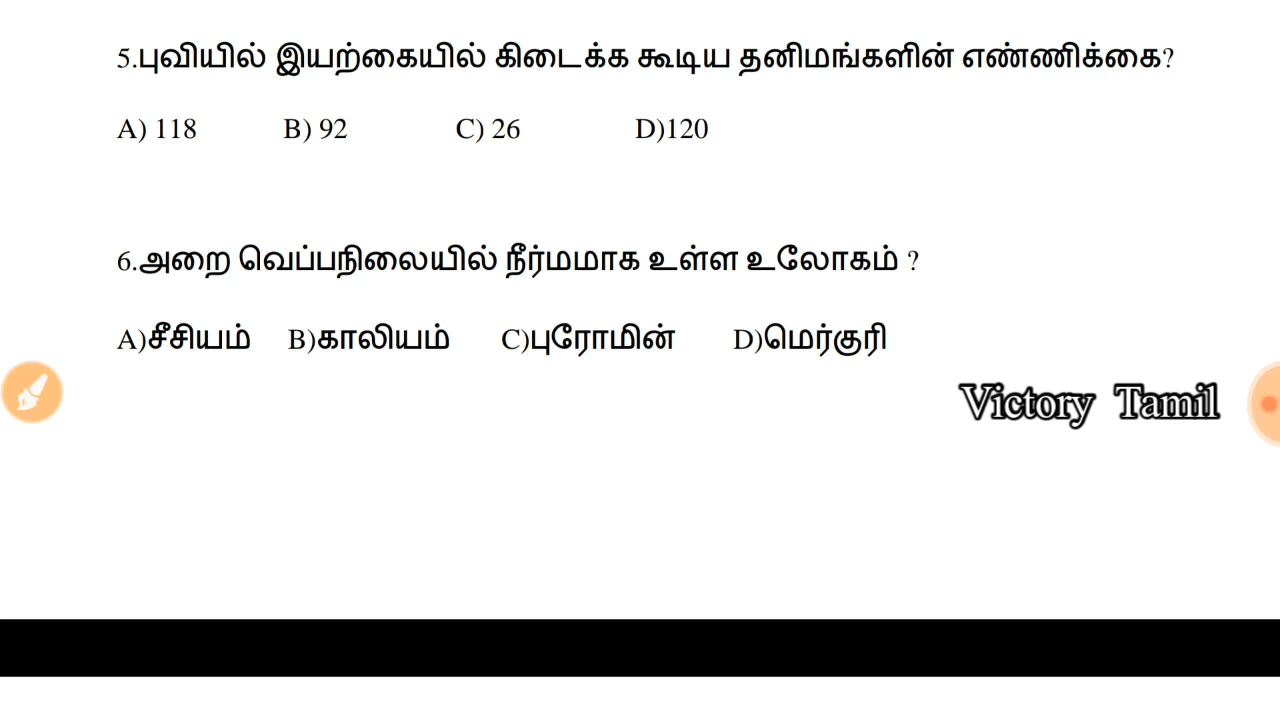 5.புவியில் இயற்கையில் கிடைக்க கூடிய தனிமங்களின் எண்ணிக்கை?
A) 118 B) 92 C) 26 D)120
6.அறை வெப்பநிலையில் நீர்மமாக உள்ள உலோகம் ?
A)சீசியம் B)காலியம் C)புரோமின் D)மெர்குரி
Victory Tamil